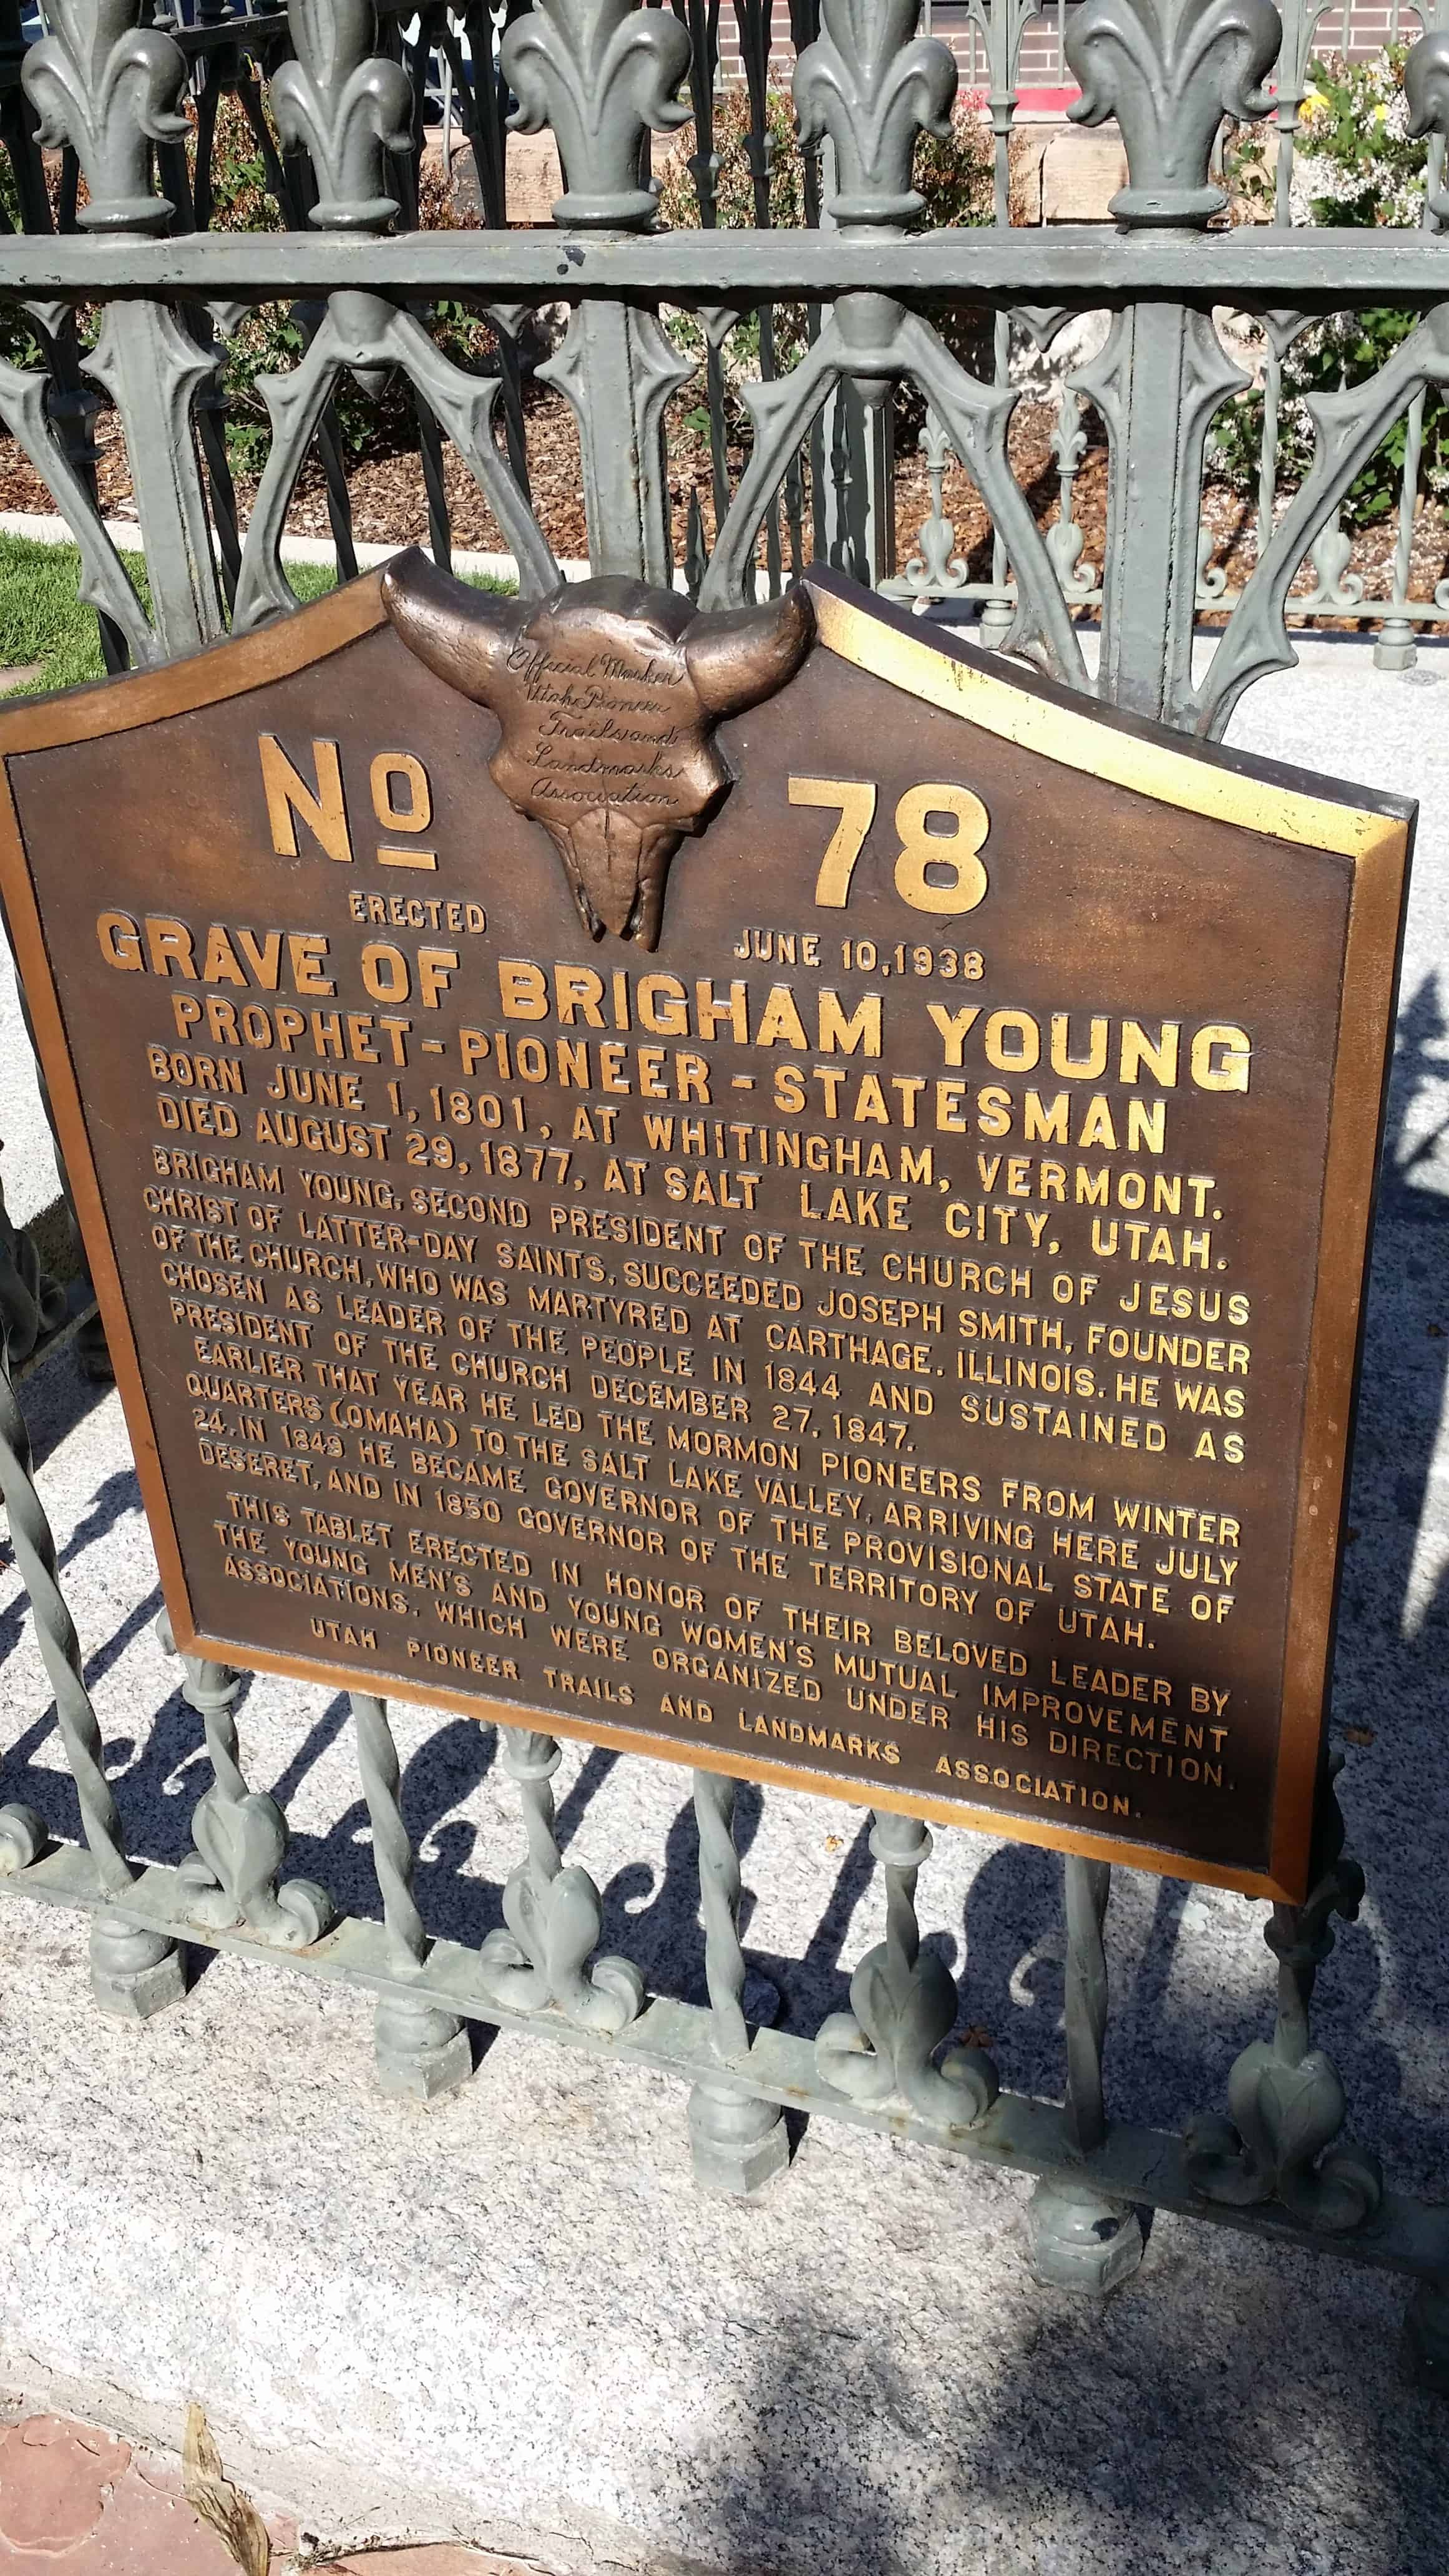 Official Marker
Utah Pioneer
Trails and
Landmarks
Association
No 78
ERECTED JUNE 10, 1938
GRAVE OF BRIGHAM YOUNG
PROPHET-PIONEER-STATESMAN
BORN JUNE 1, 1801, AT WHITINGHAM, VERMONT.
DIED AUGUST 29, 1877, AT SALT LAKE CITY, UTAH.
BRIGHAM YOUNG, SECOND PRESIDENT OF THE CHURCH OF JESUS
CHRIST OF LATTER-DAY SAINTS, SUCCEEDED JOSEPH SMITH, FOUNDER
OF THE CHURCH, WHO WAS MARTYRED AT CARTHAGE, ILLINOIS. HE WAS
CHOSEN AS LEADER OF THE PEOPLE IN 1844 AND SUSTAINED AS
PRESIDENT OF THE CHURCH DECEMBER 27, 1847.
EARLIER THAT YEAR HE LED THE MORMON PIONEERS FROM WINTER
QUARTERS (OMAHA) TO THE SALT LAKE VALLEY, ARRIVING HERE JULY
24. IN 1849 HE BECAME GOVERNOR OF THE PROVISIONAL STATE OF
DESERET, AND IN 1850 GOVERNOR OF THE TERRITORY OF UTAH.
THIS TABLET ERECTED IN HONOR OF THEIR BELOVED LEADER BY
THE YOUNG MEN'S AND YOUNG WOMEN'S MUTUAL IMPROVEMENT
ASSOCIATIONS, WHICH WERE ORGANIZED UNDER HIS DIRECTION.
UTAH PIONEER TRAILS AND LANDMARKS ASSOCIATION.